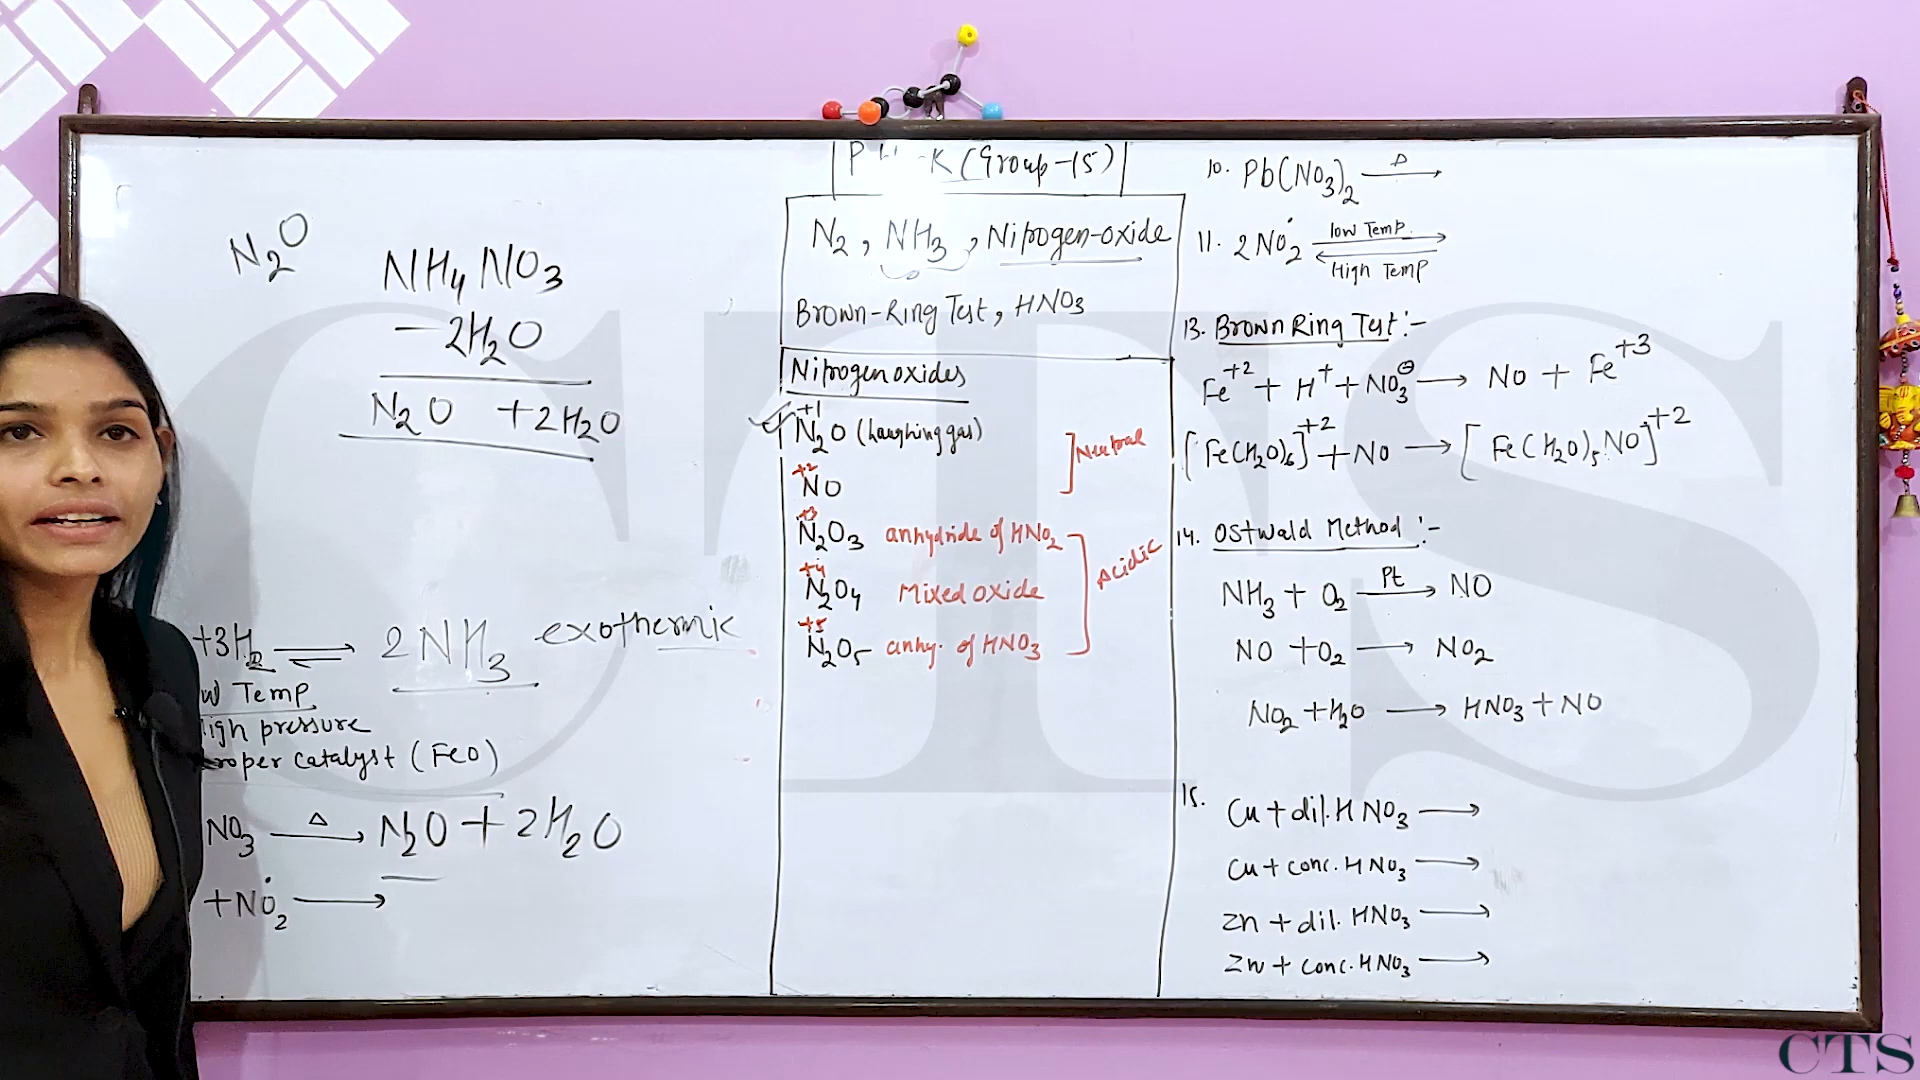 N2O
NH4NO3
-2H2O
N2O +2H2O
+3H2 ⇌ 2NH3 exothermic
w Temp
igh pressure
roper catalyst (FeO)
NO3 —Δ→ N2O + 2H2O
+NO2 ⟶
K (Group-15)
N2, NH3, Nitrogen-oxide
Brown-Ring Test, HNO3
Nitrogen oxides
+1
N2O (laughing gas)
+2
NO
Neutral
+3
N2O3 anhydride of HNO2
+4
N2O4 Mixed oxide
+5
N2O5 anhy. of HNO3
Acidic
10. Pb(NO3)2 —Δ→
11. 2NO2 low Temp. ⇌ High Temp
13. Brown Ring Test:-
Fe+2 + H+ + NO3⊖ ⟶ NO + Fe+3
[Fe(H2O)6]+2 + NO ⟶ [Fe(H2O)5NO]+2
14. Ostwald Method :-
NH3 + O2 —Pt→ NO
NO + O2 ⟶ NO2
NO2 + H2O ⟶ HNO3 + NO
15. Cu + dil. HNO3 ⟶
Cu + conc. HNO3 ⟶
Zn + dil. HNO3 ⟶
Zn + conc. HNO3 ⟶
CTS
CTS